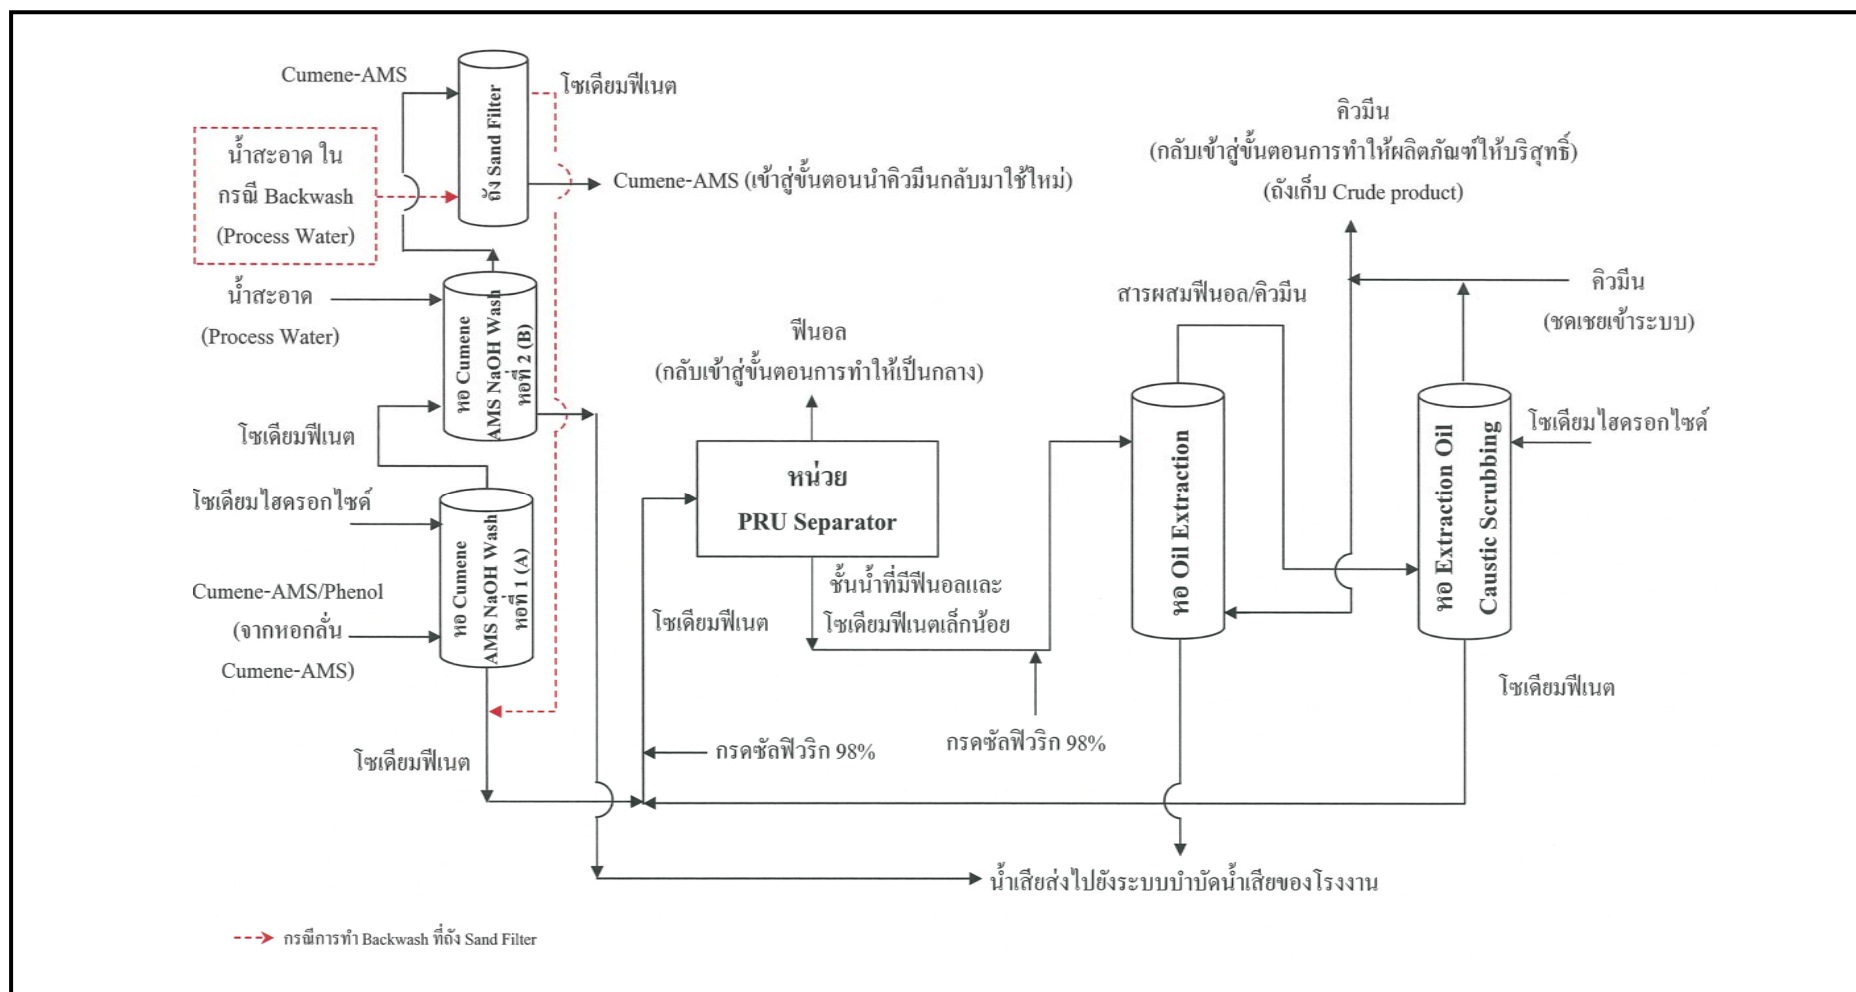 Cumene-AMS
ถัง Sand Filter
โซเดียมฟีเนต
น้ำสะอาด ใน
กรณี Backwash
(Process Water)
Cumene-AMS (เข้าสู่ขั้นตอนนำคิวมีนกลับมาใช้ใหม่)
คิวมีน
(กลับเข้าสู่ขั้นตอนการทำให้ผลิตภัณฑ์ให้บริสุทธิ์)
(ถังเก็บ Crude product)
น้ำสะอาด
(Process Water)
หอ Cumene
AMS NaOH Wash
หอที่ 2 (B)
สารผสมฟีนอล/คิวมีน
คิวมีน
(ชดเชยเข้าระบบ)
ฟีนอล
(กลับเข้าสู่ขั้นตอนการทำให้เป็นกลาง)
โซเดียมฟีเนต
โซเดียมไฮดรอกไซด์
หอ Cumene
AMS NaOH Wash
หอที่ 1 (A)
หน่วย
PRU Separator
หอ Oil Extraction
หอ Extraction Oil
Caustic Scrubbing
โซเดียมไฮดรอกไซด์
Cumene-AMS/Phenol
(จากหอกลั่น
Cumene-AMS)
โซเดียมฟีเนต
ชั้นน้ำที่มีฟีนอลและ
โซเดียมฟีเนตเล็กน้อย
โซเดียมฟีเนต
โซเดียมฟีเนต
กรดซัลฟิวริก 98%
กรดซัลฟิวริก 98%
น้ำเสียส่งไปยังระบบบำบัดน้ำเสียของโรงงาน
กรณีการทำ Backwash ที่ถัง Sand Filter